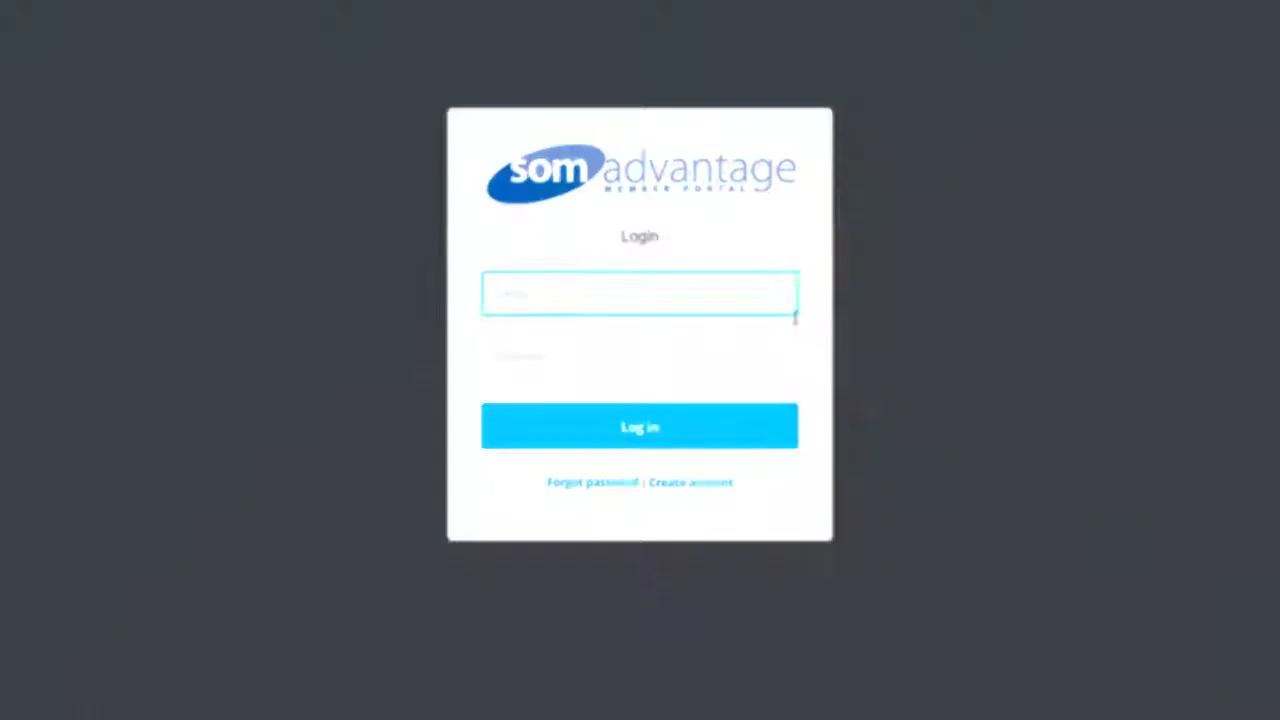 som advantage
MEMBER PORTAL
Login
Log in
Forgot password | Create account